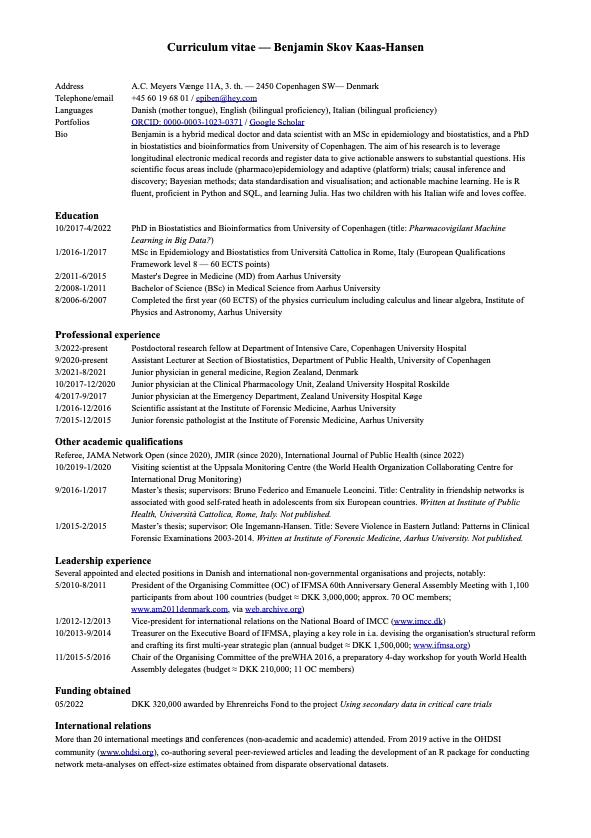 Curriculum vitae — Benjamin Skov Kaas-Hansen
Address A.C. Meyers Vænge 11A, 3. th. — 2450 Copenhagen SW— Denmark
Telephone/email +45 60 19 68 01 / epiben@hey.com
Languages Danish (mother tongue), English (bilingual proficiency), Italian (bilingual proficiency)
Portfolios ORCID: 0000-0003-1023-0371 / Google Scholar
Bio Benjamin is a hybrid medical doctor and data scientist with an MSc in epidemiology and biostatistics, and a PhD
in biostatistics and bioinformatics from University of Copenhagen. The aim of his research is to leverage
longitudinal electronic medical records and register data to give actionable answers to substantial questions. His
scientific focus areas include (pharmaco)epidemiology and adaptive (platform) trials; causal inference and
discovery; Bayesian methods; data standardisation and visualisation; and actionable machine learning. He is R
fluent, proficient in Python and SQL, and learning Julia. Has two children with his Italian wife and loves coffee.
Education
10/2017-4/2022 PhD in Biostatistics and Bioinformatics from University of Copenhagen (title: Pharmacovigilant Machine
Learning in Big Data?)
1/2016-1/2017 MSc in Epidemiology and Biostatistics from Università Cattolica in Rome, Italy (European Qualifications
Framework level 8 — 60 ECTS points)
2/2011-6/2015 Master's Degree in Medicine (MD) from Aarhus University
2/2008-1/2011 Bachelor of Science (BSc) in Medical Science from Aarhus University
8/2006-6/2007 Completed the first year (60 ECTS) of the physics curriculum including calculus and linear algebra, Institute of
Physics and Astronomy, Aarhus University
Professional experience
3/2022-present Postdoctoral research fellow at Department of Intensive Care, Copenhagen University Hospital
9/2020-present Assistant Lecturer at Section of Biostatistics, Department of Public Health, University of Copenhagen
3/2021-8/2021 Junior physician in general medicine, Region Zealand, Denmark
10/2017-12/2020 Junior physician at the Clinical Pharmacology Unit, Zealand University Hospital Roskilde
4/2017-9/2017 Junior physician at the Emergency Department, Zealand University Hospital Køge
1/2016-12/2016 Scientific assistant at the Institute of Forensic Medicine, Aarhus University
7/2015-12/2015 Junior forensic pathologist at the Institute of Forensic Medicine, Aarhus University
Other academic qualifications
Referee, JAMA Network Open (since 2020), JMIR (since 2020), International Journal of Public Health (since 2022)
10/2019-1/2020 Visiting scientist at the Uppsala Monitoring Centre (the World Health Organization Collaborating Centre for
International Drug Monitoring)
9/2016-1/2017 Master's thesis; supervisors: Bruno Federico and Emanuele Leoncini. Title: Centrality in friendship networks is
associated with good self-rated heath in adolescents from six European countries. Written at Institute of Public
Health, Università Cattolica, Rome, Italy. Not published.
1/2015-2/2015 Master's thesis; supervisor: Ole Ingemann-Hansen. Title: Severe Violence in Eastern Jutland: Patterns in Clinical
Forensic Examinations 2003-2014. Written at Institute of Forensic Medicine, Aarhus University. Not published.
Leadership experience
Several appointed and elected positions in Danish and international non-governmental organisations and projects, notably:
5/2010-8/2011 President of the Organising Committee (OC) of IFMSA 60th Anniversary General Assembly Meeting with 1,100
participants from about 100 countries (budget ≈ DKK 3,000,000; approx. 70 OC members;
www.am2011denmark.com, via web.archive.org)
1/2012-12/2013 Vice-president for international relations on the National Board of IMCC (www.imcc.dk)
10/2013-9/2014 Treasurer on the Executive Board of IFMSA, playing a key role in i.a. devising the organisation's structural reform
and crafting its first multi-year strategic plan (annual budget ≈ DKK 1,500,000; www.ifmsa.org)
11/2015-5/2016 Chair of the Organising Committee of the preWHA 2016, a preparatory 4-day workshop for youth World Health
Assembly delegates (budget ≈ DKK 210,000; 11 OC members)
Funding obtained
05/2022 DKK 320,000 awarded by Ehrenreichs Fund to the project Using secondary data in critical care trials
International relations
More than 20 international meetings and conferences (non-academic and academic) attended. From 2019 active in the OHDSI
community (www.ohdsi.org), co-authoring several peer-reviewed articles and leading the development of an R package for conducting
network meta-analyses on effect-size estimates obtained from disparate observational datasets.